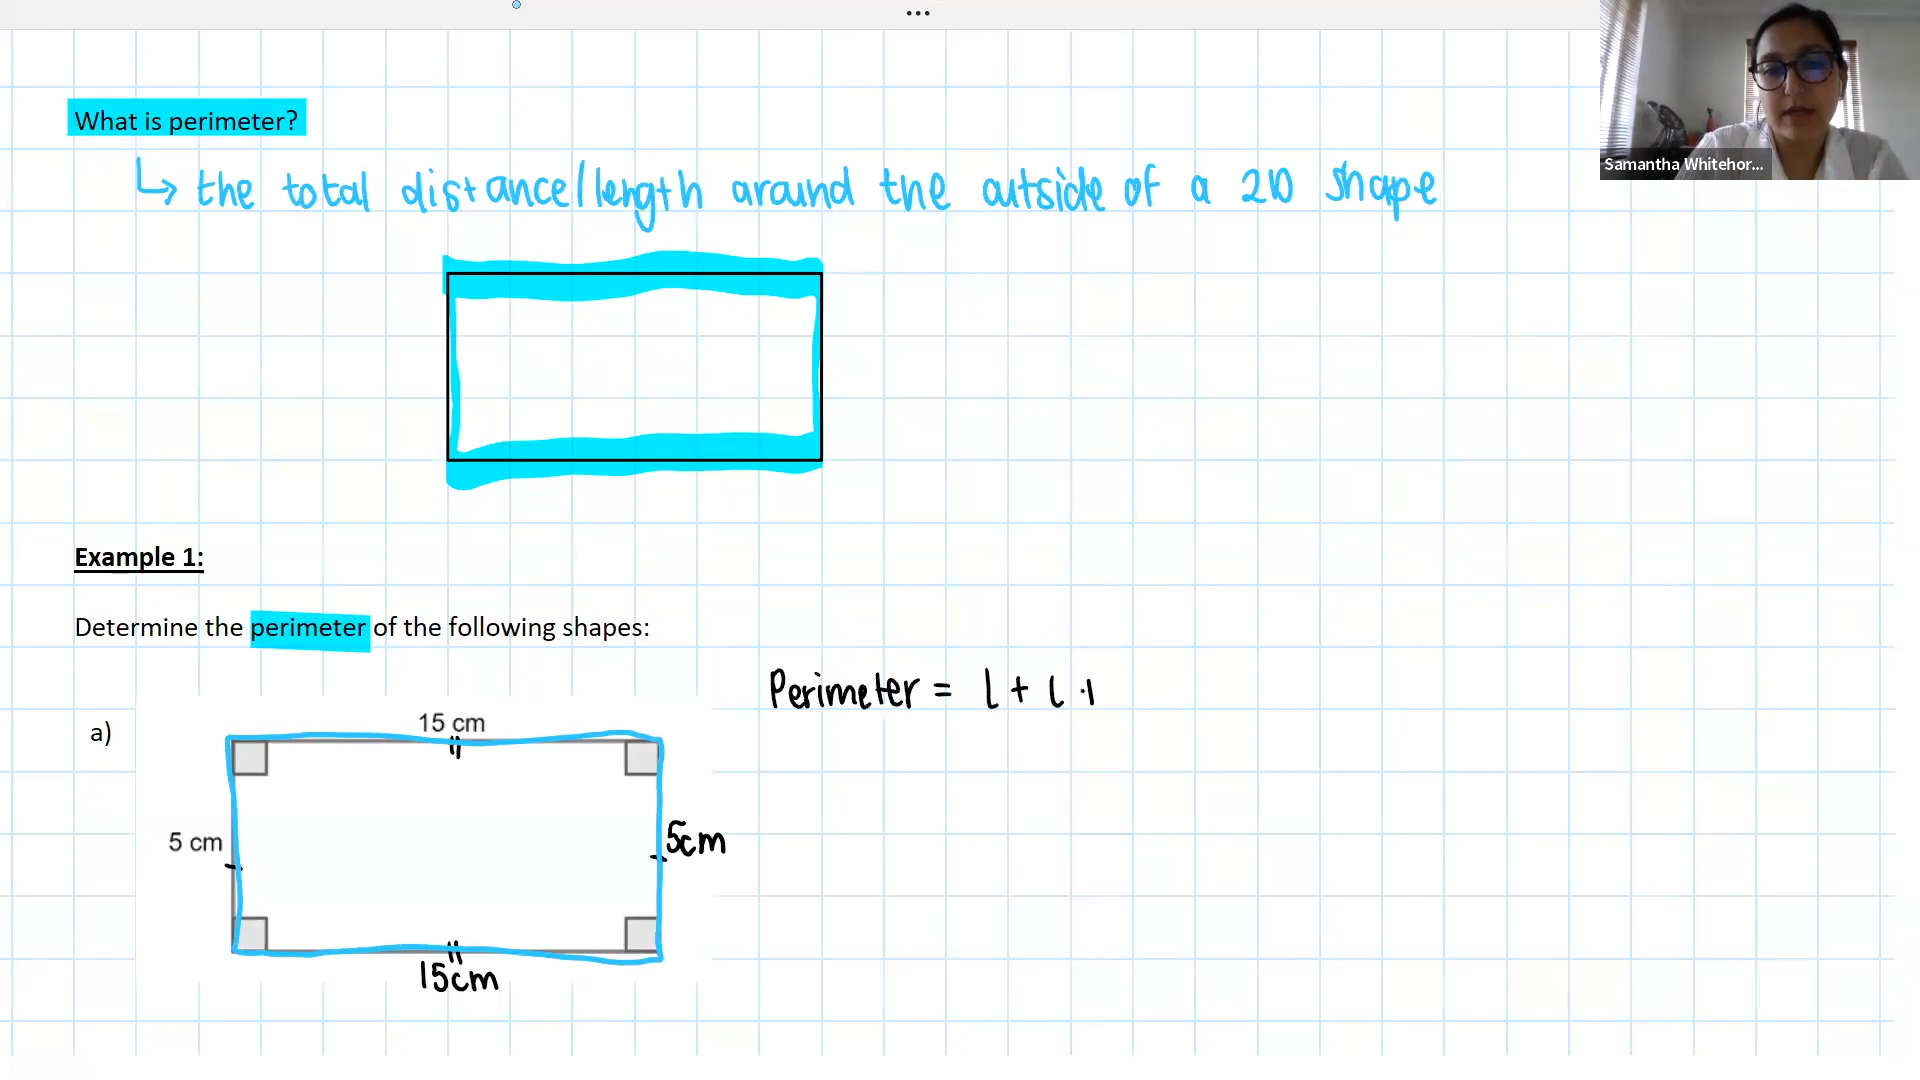 Samantha Whitehor...
What is perimeter?
↳ the total distance/length around the outside of a 2D shape
Example 1:
Determine the perimeter of the following shapes:
Perimeter = l + l
a)
15 cm
5 cm
5cm
15cm